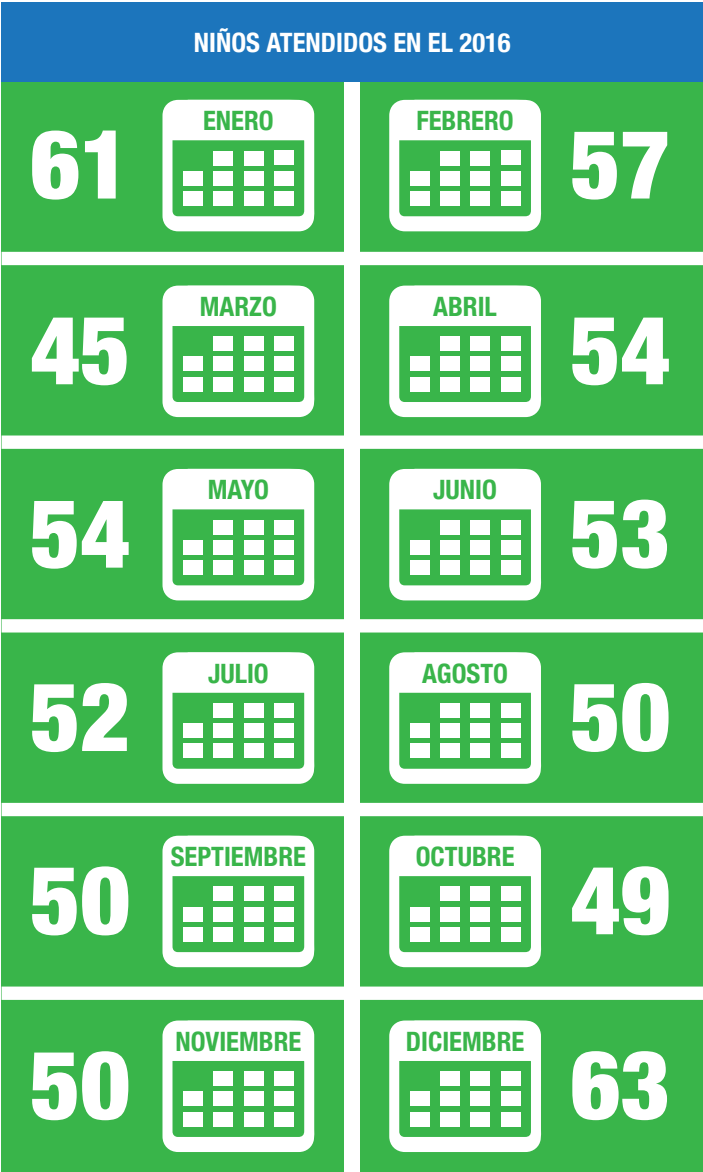 NIÑOS ATENDIDOS EN EL 2016
61 ENERO
FEBRERO 57
45 MARZO
ABRIL 54
54 MAYO
JUNIO 53
52 JULIO
AGOSTO 50
50 SEPTIEMBRE
OCTUBRE 49
50 NOVIEMBRE
DICIEMBRE 63